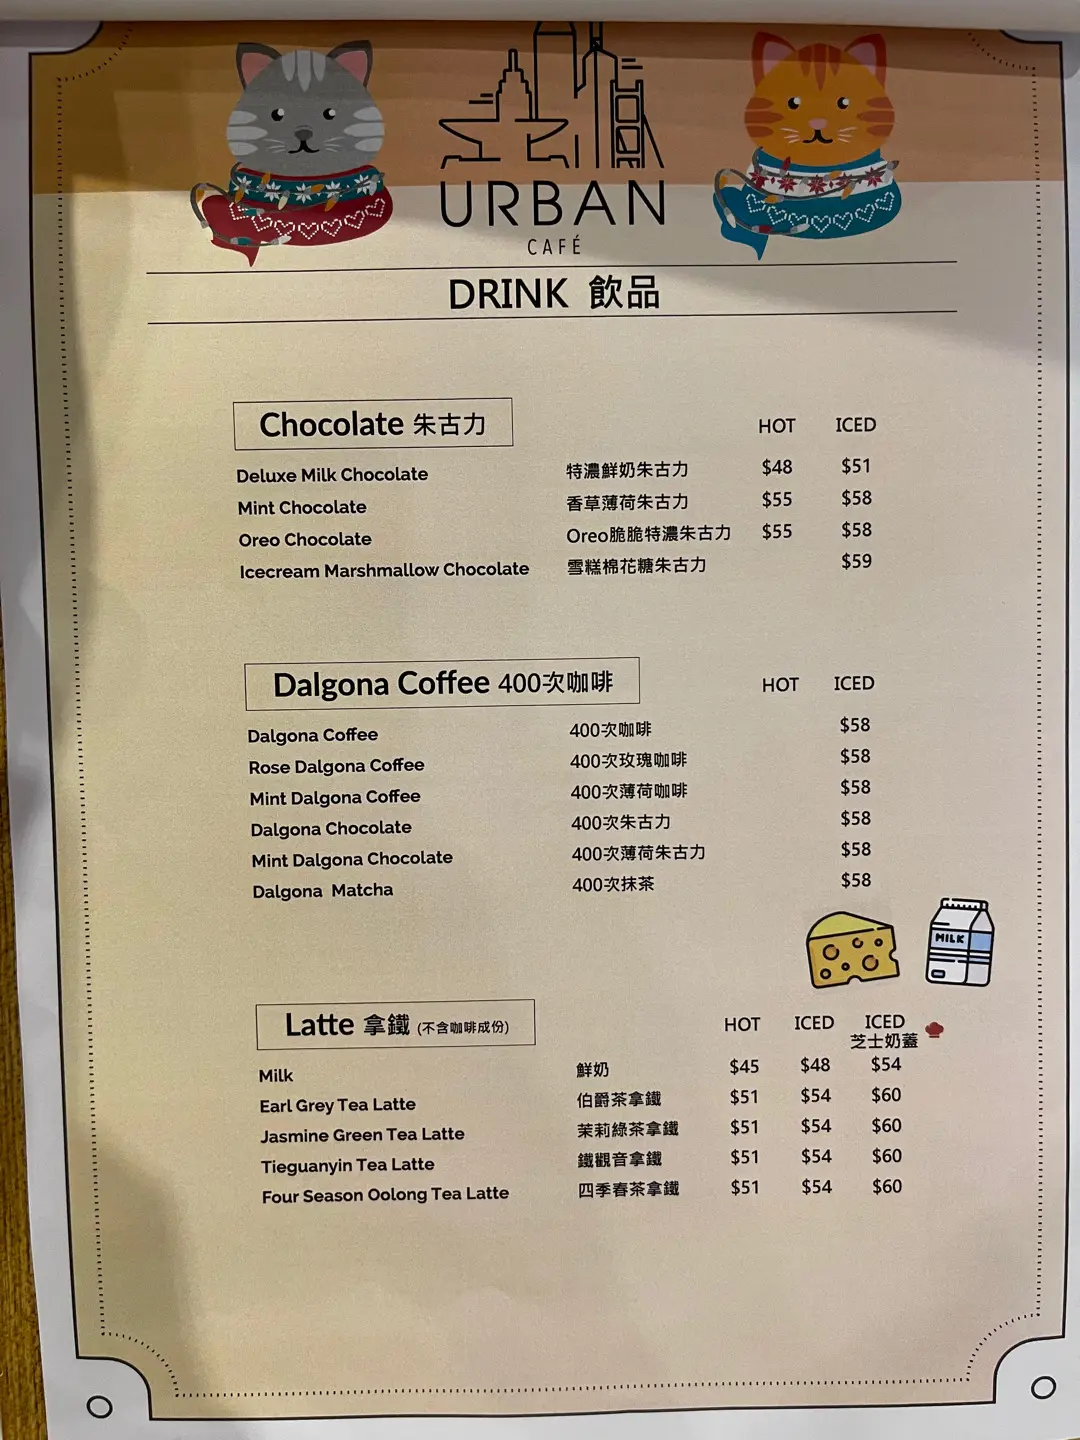 URBAN
CAFÉ
DRINK 飲品
Chocolate 朱古力 HOT ICED
Deluxe Milk Chocolate 特濃鮮奶朱古力 $48 $51
Mint Chocolate 香草薄荷朱古力 $55 $58
Oreo Chocolate Oreo脆脆特濃朱古力 $55 $58
Icecream Marshmallow Chocolate 雪糕棉花糖朱古力 $59
Dalgona Coffee 400次咖啡 HOT ICED
Dalgona Coffee 400次咖啡 $58
Rose Dalgona Coffee 400次玫瑰咖啡 $58
Mint Dalgona Coffee 400次薄荷咖啡 $58
Dalgona Chocolate 400次朱古力 $58
Mint Dalgona Chocolate 400次薄荷朱古力 $58
Dalgona Matcha 400次抹茶 $58
MILK
Latte 拿鐵 (不含咖啡成份) HOT ICED ICED
芝士奶蓋
Milk 鮮奶 $45 $48 $54
Earl Grey Tea Latte 伯爵茶拿鐵 $51 $54 $60
Jasmine Green Tea Latte 茉莉綠茶拿鐵 $51 $54 $60
Tieguanyin Tea Latte 鐵觀音拿鐵 $51 $54 $60
Four Season Oolong Tea Latte 四季春茶拿鐵 $51 $54 $60